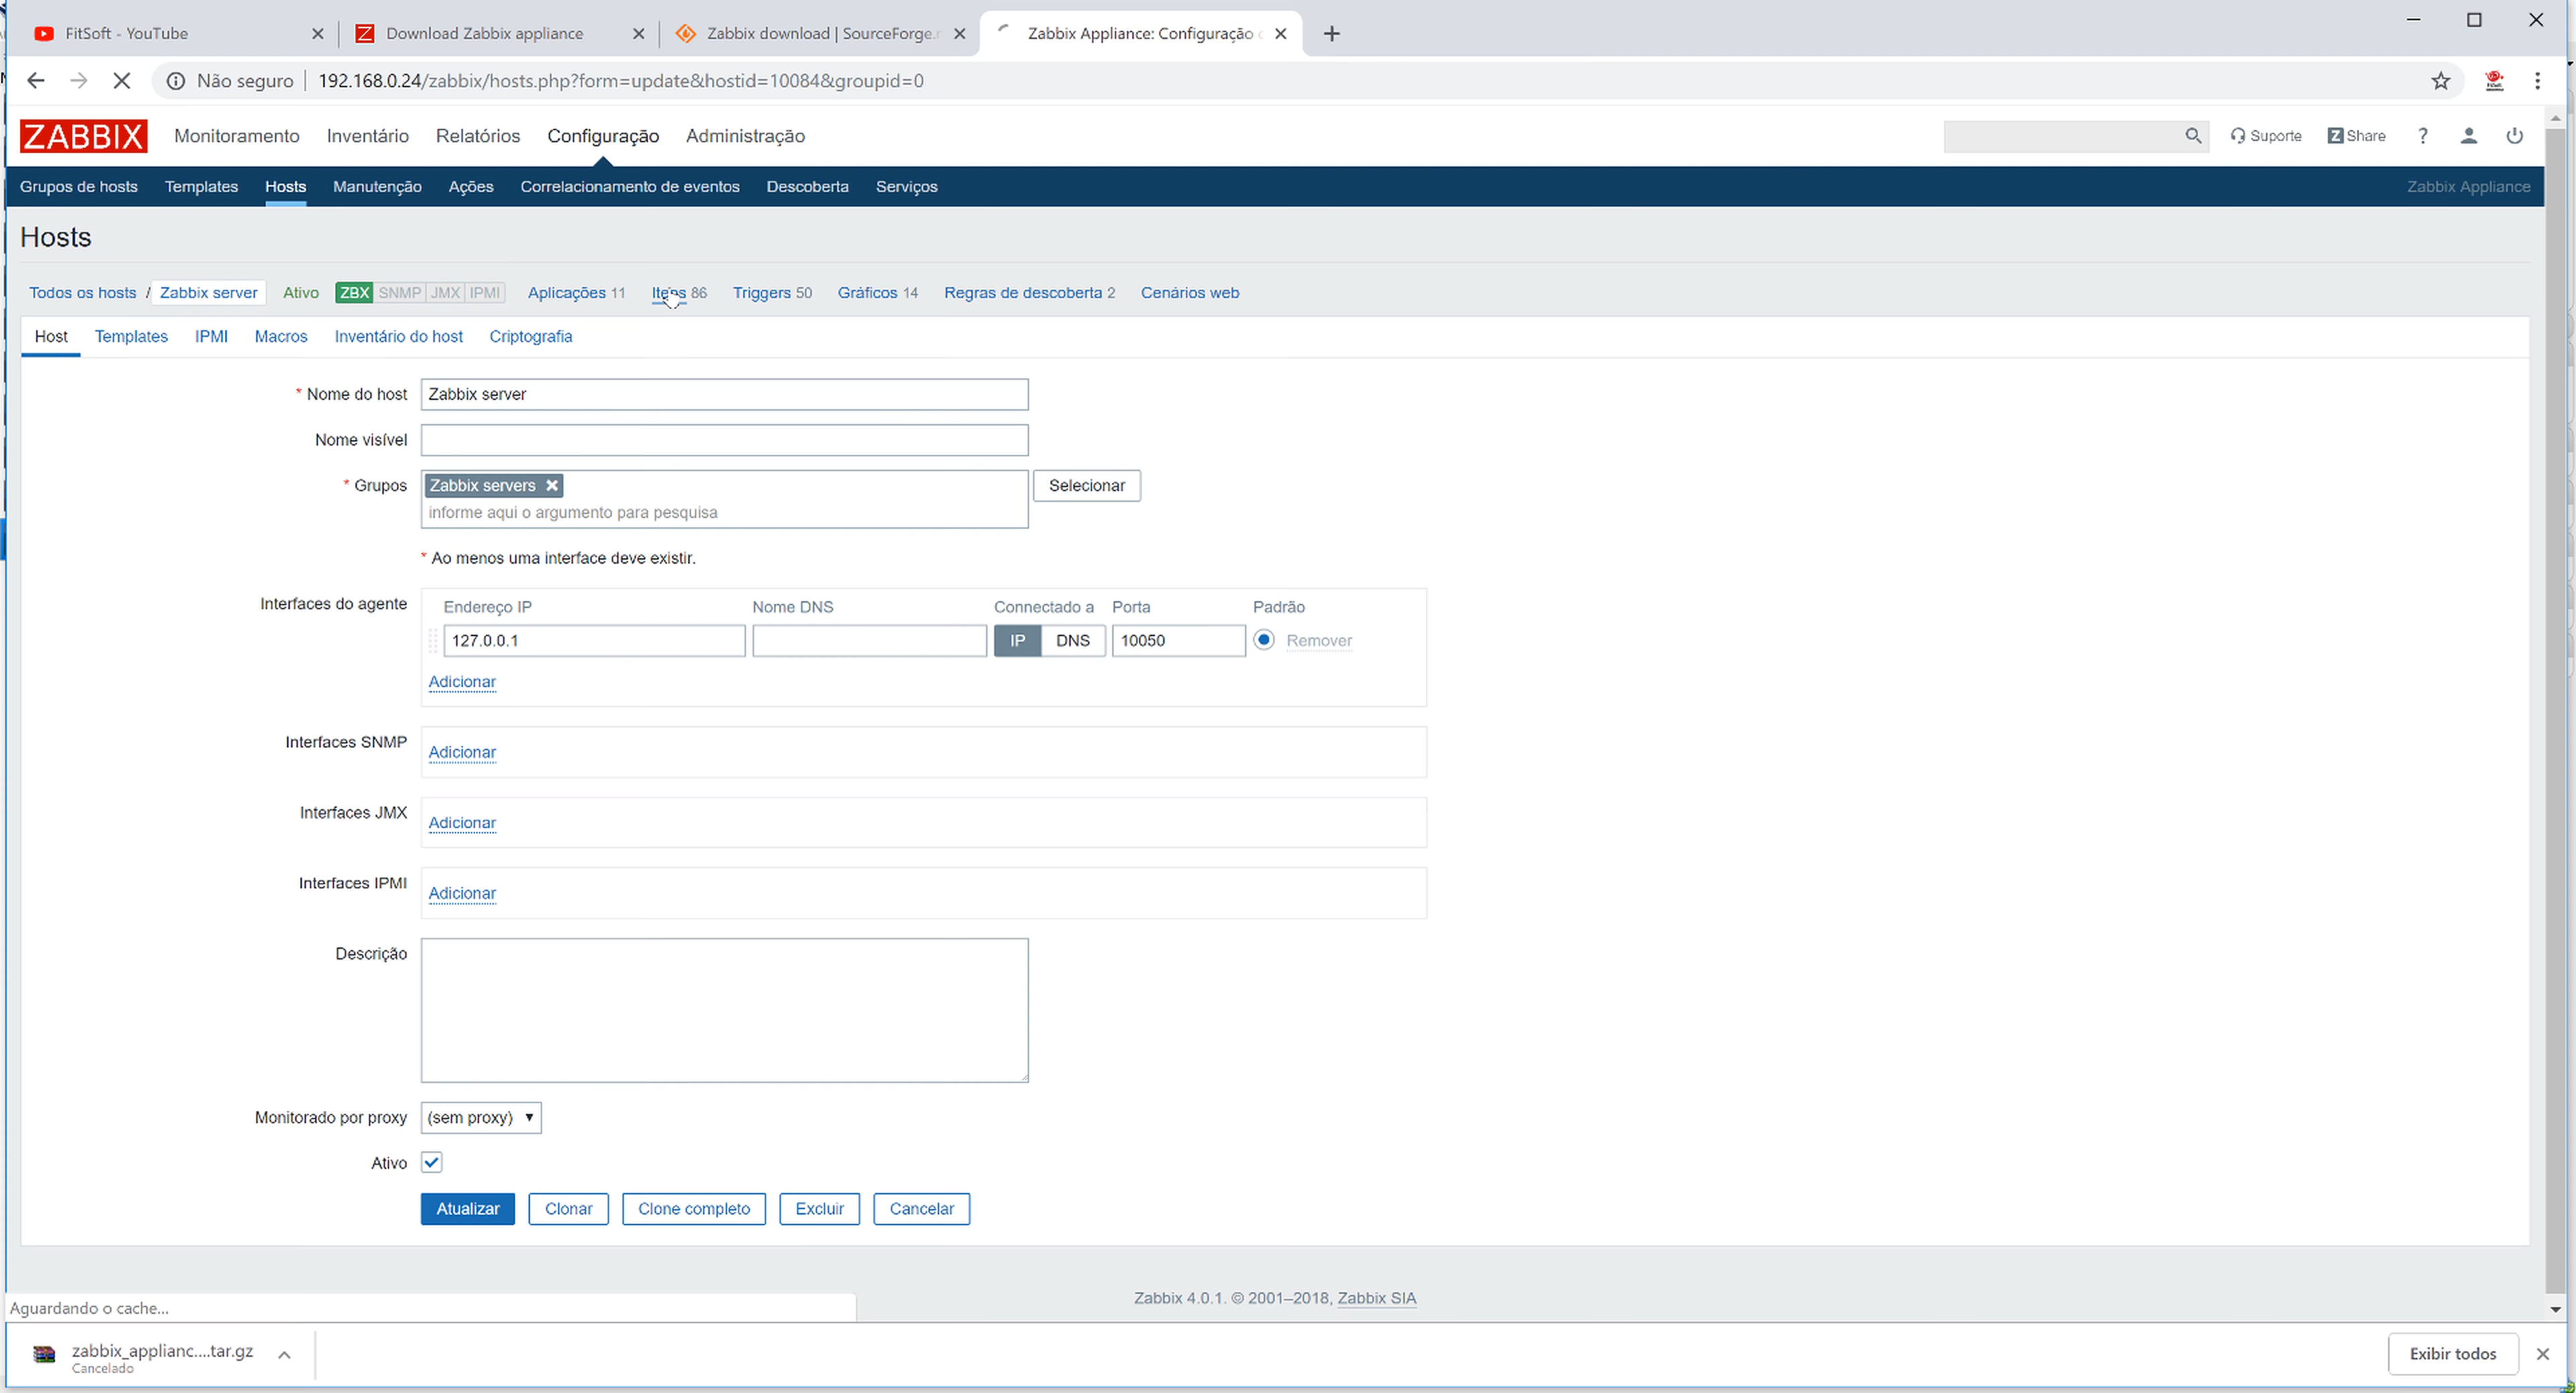 FitSoft - YouTube
Download Zabbix appliance
Zabbix download | SourceForge.
Zabbix Appliance: Configuração
Não seguro
192.168.0.24/zabbix/hosts.php?form=update&hostid=10084&groupid=0
ZABBIX Monitoramento Inventário Relatórios Configuração Administração
Suporte Z Share ?
Grupos de hosts Templates Hosts Manutenção Ações Correlacionamento de eventos Descoberta Serviços
Zabbix Appliance
Hosts
Todos os hosts / Zabbix server Ativo ZBX SNMP JMX IPMI Aplicações 11 Itens 86 Triggers 50 Gráficos 14 Regras de descoberta 2 Cenários web
Host Templates IPMI Macros Inventário do host Criptografia
* Nome do host Zabbix server
Nome visível
* Grupos Zabbix servers Selecionar
informe aqui o argumento para pesquisa
* Ao menos uma interface deve existir.
Interfaces do agente Endereço IP Nome DNS Connectado a Porta Padrão
127.0.0.1 IP DNS 10050 Remover
Adicionar
Interfaces SNMP Adicionar
Interfaces JMX Adicionar
Interfaces IPMI Adicionar
Descrição
Monitorado por proxy (sem proxy)
Ativo
Atualizar Clonar Clone completo Excluir Cancelar
Zabbix 4.0.1. © 2001–2018, Zabbix SIA
Aguardando o cache...
zabbix_applianc....tar.gz
Cancelado
Exibir todos